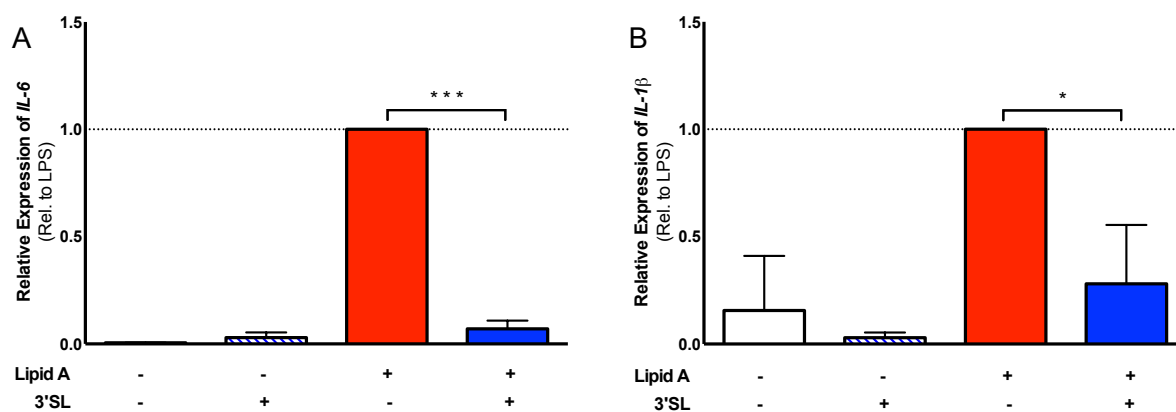 A
Relative Expression of IL-6
(Rel. to LPS)
1.5
1.0
0.5
0.0
***
Lipid A - - + +
3'SL - + - +
B
Relative Expression of IL-1β
(Rel. to LPS)
1.5
1.0
0.5
0.0
*
Lipid A - - + +
3'SL - + - +